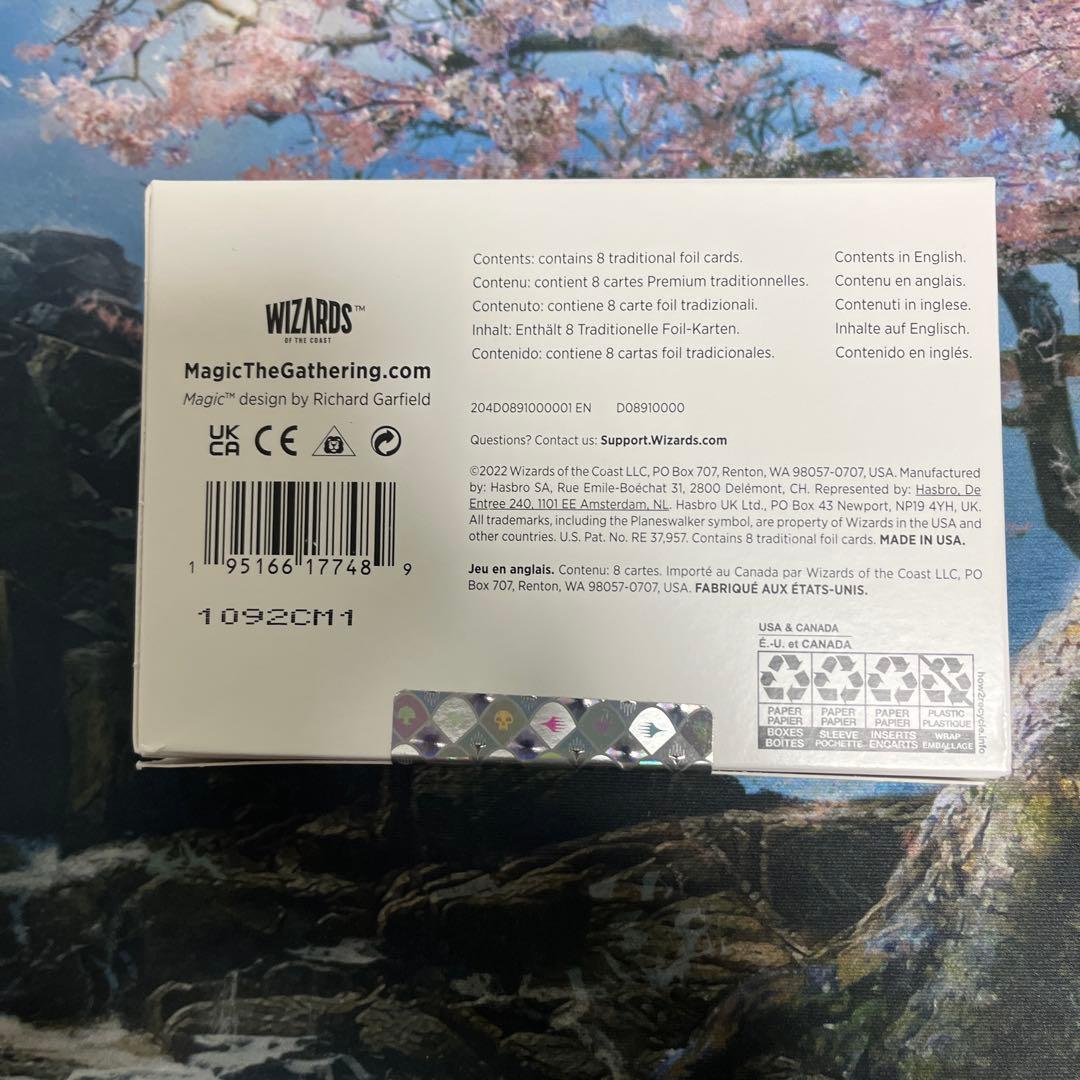 WIZARDS™
OF THE COAST
MagicTheGathering.com
Magic™ design by Richard Garfield
UK
CA CE
1 95166 17748 9
1092CM1
Contents: contains 8 traditional foil cards.
Contenu: contient 8 cartes Premium traditionnelles.
Contenuto: contiene 8 carte foil tradizionali.
Inhalt: Enthält 8 Traditionelle Foil-Karten.
Contenido: contiene 8 cartas foil tradicionales.
Contents in English.
Contenu en anglais.
Contenuti in inglese.
Inhalte auf Englisch.
Contenido en inglés.
204D0891000001 EN D08910000
Questions? Contact us: Support.Wizards.com
©2022 Wizards of the Coast LLC, PO Box 707, Renton, WA 98057-0707, USA. Manufactured
by: Hasbro SA, Rue Emile-Boéchat 31, 2800 Delémont, CH. Represented by: Hasbro, De
Entree 240, 1101 EE Amsterdam, NL. Hasbro UK Ltd., PO Box 43 Newport, NP19 4YH, UK.
All trademarks, including the Planeswalker symbol, are property of Wizards in the USA and
other countries. U.S. Pat. No. RE 37,957. Contains 8 traditional foil cards. MADE IN USA.
Jeu en anglais. Contenu: 8 cartes. Importé au Canada par Wizards of the Coast LLC, PO
Box 707, Renton, WA 98057-0707, USA. FABRIQUÉ AUX ÉTATS-UNIS.
USA & CANADA
É.-U. et CANADA
PAPER
PAPIER
BOXES
BOÎTES
PAPER
PAPIER
SLEEVE
POCHETTE
PAPER
PAPIER
INSERTS
ENCARTS
PLASTIC
PLASTIQUE
WRAP
EMBALLAGE
how2recycle.info